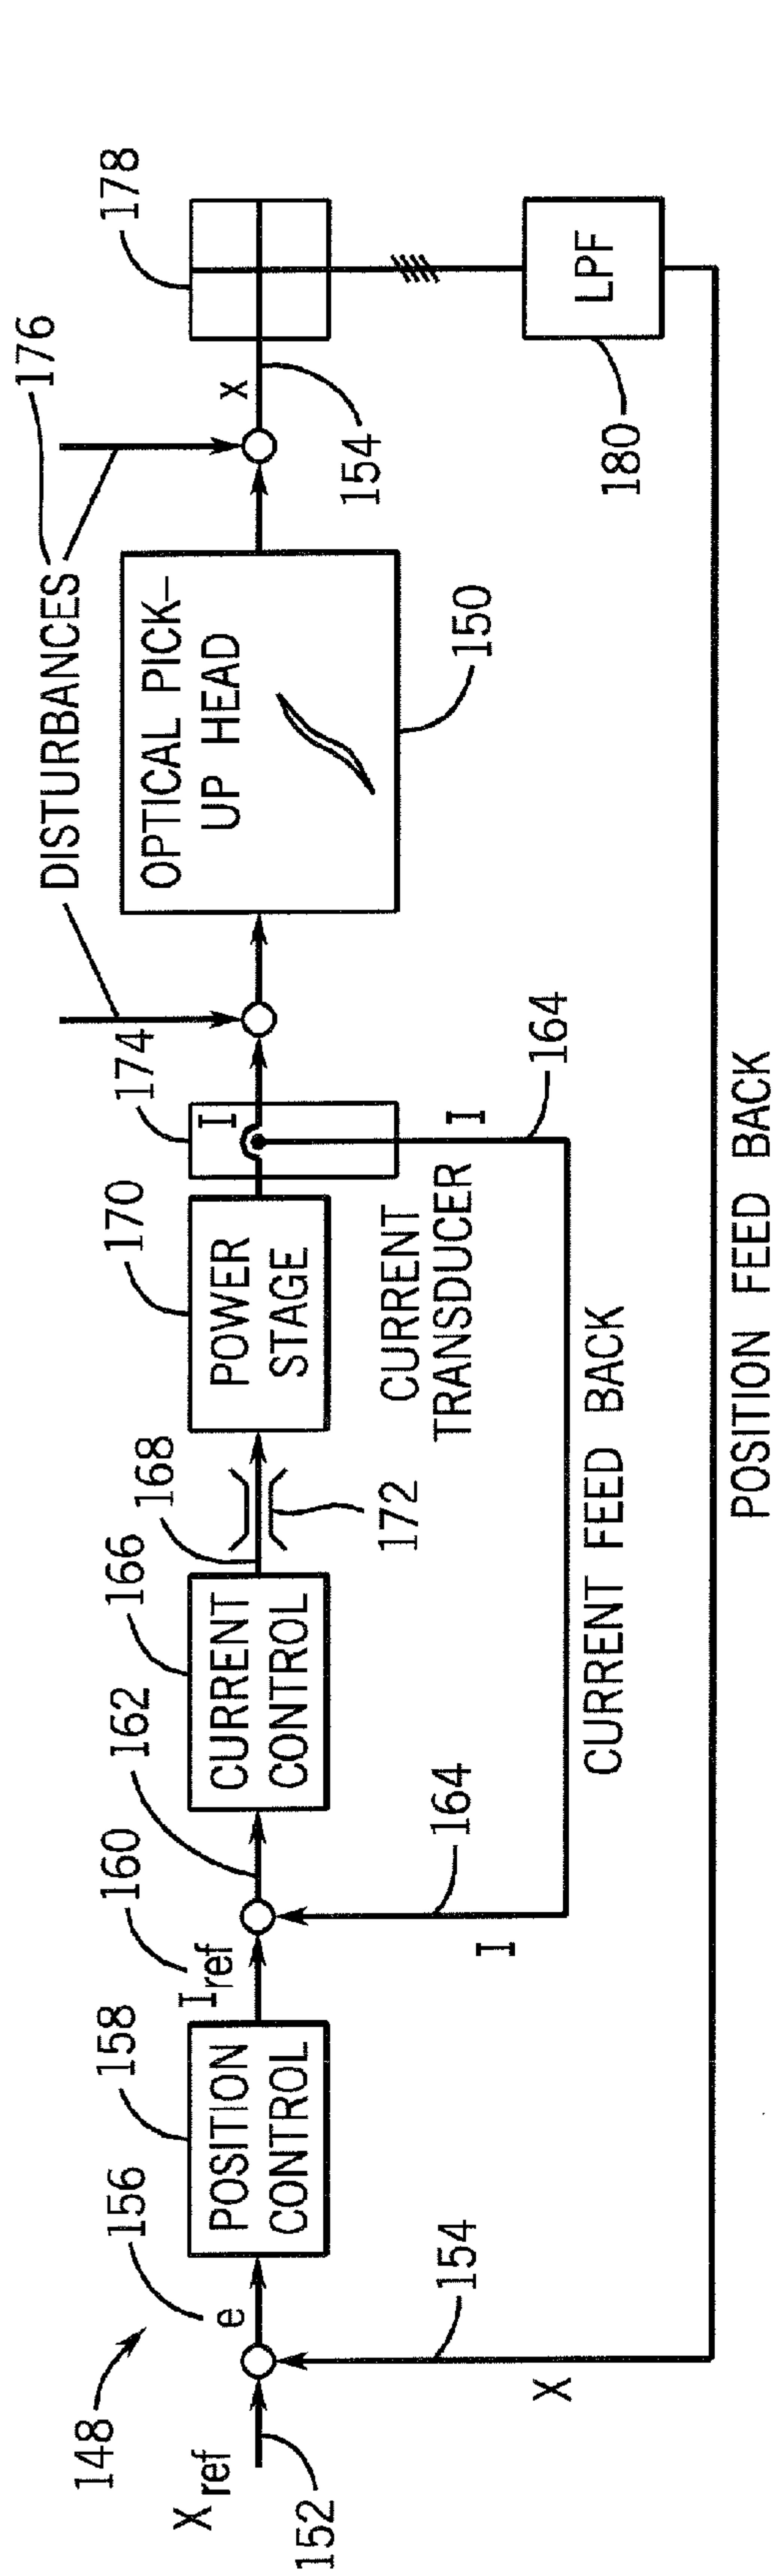 148
X ref
152
156
e
154
X
158
POSITION
CONTROL
160
I ref
162
164
I
166
CURRENT
CONTROL
168
172
170
POWER
STAGE
CURRENT
TRANSDUCER
174
I
I
164
CURRENT FEED BACK
DISTURBANCES
176
OPTICAL PICK-
UP HEAD
150
X
154
178
LPF
180
POSITION FEED BACK